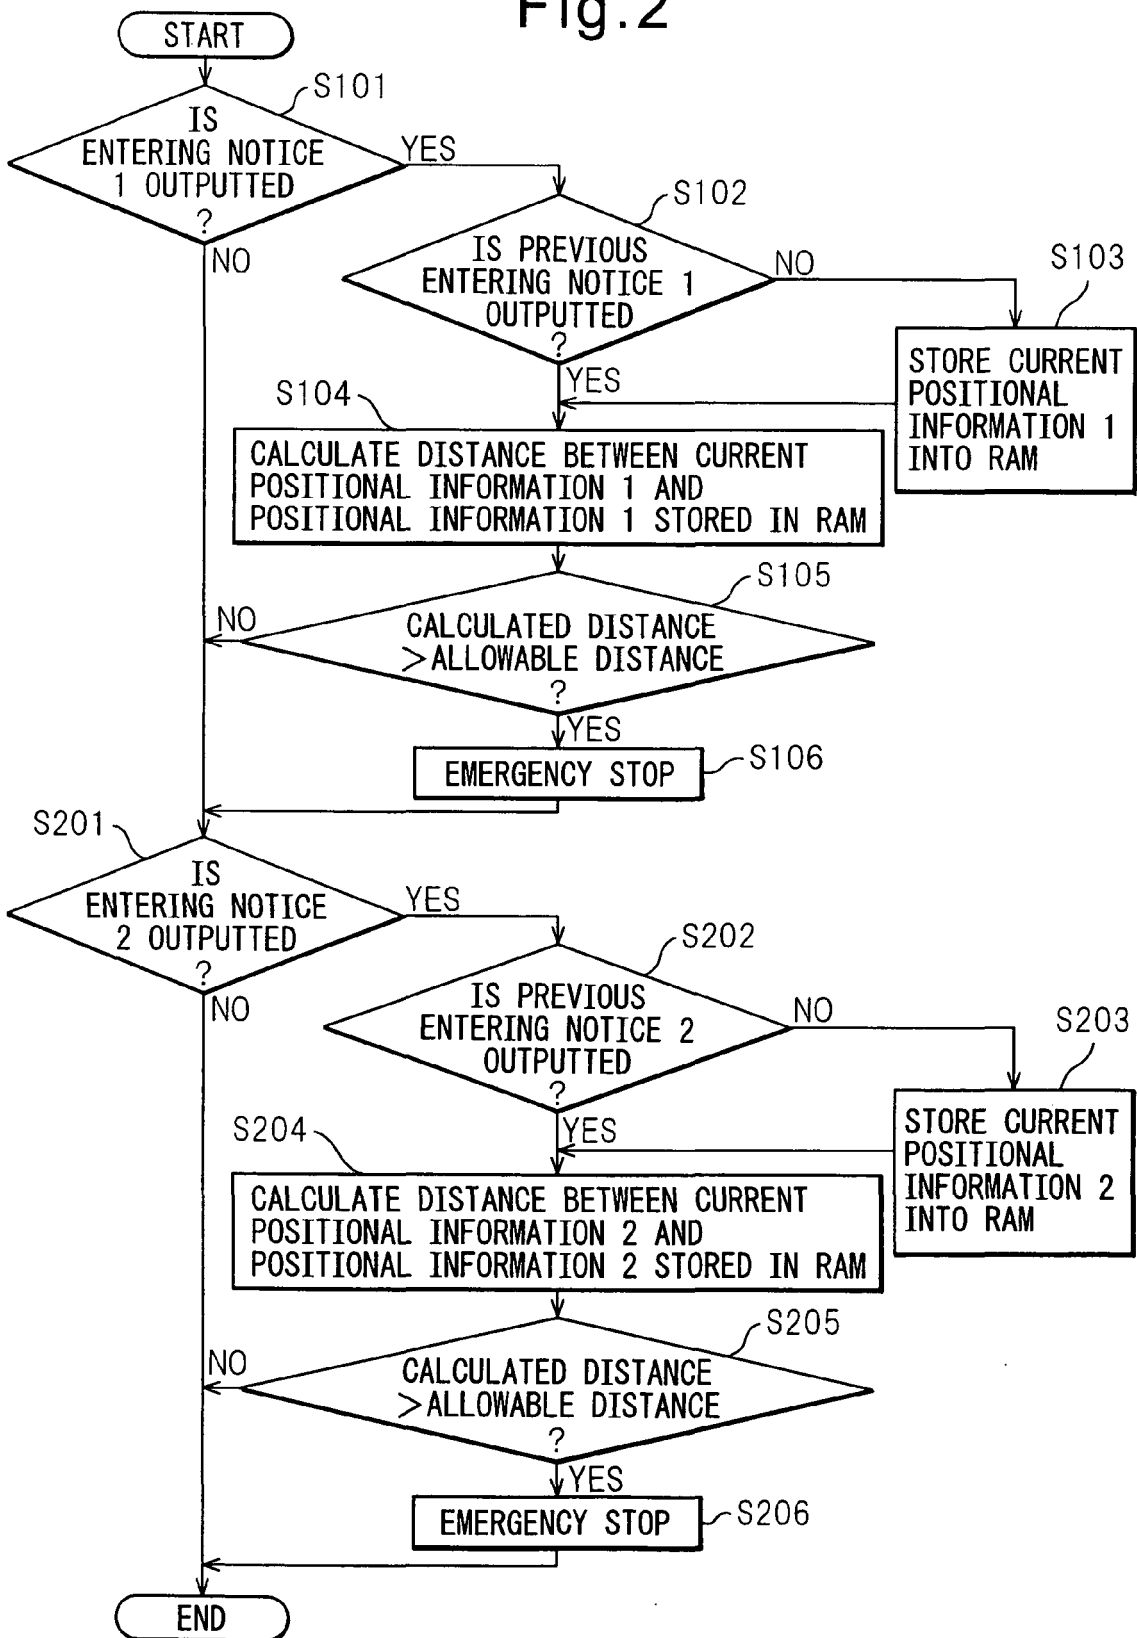 Fig.2
START
S101
IS
ENTERING NOTICE
1 OUTPUTTED
?
YES
NO
S102
IS PREVIOUS
ENTERING NOTICE 1
OUTPUTTED
?
NO
YES
S103
STORE CURRENT
POSITIONAL
INFORMATION 1
INTO RAM
S104
CALCULATE DISTANCE BETWEEN CURRENT
POSITIONAL INFORMATION 1 AND
POSITIONAL INFORMATION 1 STORED IN RAM
S105
CALCULATED DISTANCE
>ALLOWABLE DISTANCE
?
NO
YES
EMERGENCY STOP
S106
S201
IS
ENTERING NOTICE
2 OUTPUTTED
?
YES
NO
S202
IS PREVIOUS
ENTERING NOTICE 2
OUTPUTTED
?
NO
YES
S203
STORE CURRENT
POSITIONAL
INFORMATION 2
INTO RAM
S204
CALCULATE DISTANCE BETWEEN CURRENT
POSITIONAL INFORMATION 2 AND
POSITIONAL INFORMATION 2 STORED IN RAM
S205
CALCULATED DISTANCE
>ALLOWABLE DISTANCE
?
NO
YES
EMERGENCY STOP
S206
END